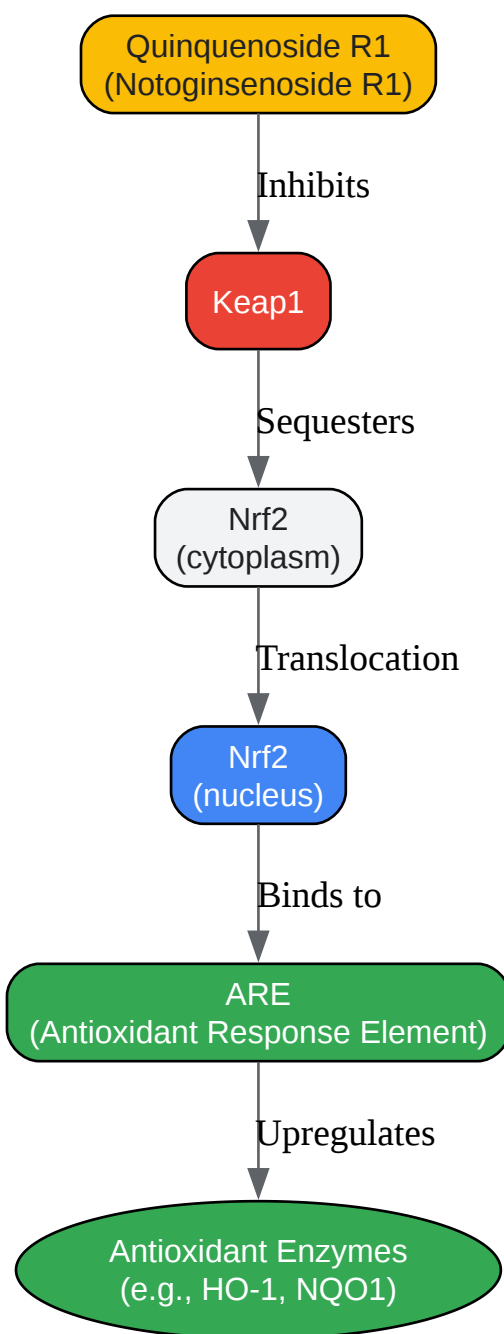 Quinquenoside R1
(Notoginsenoside R1)
Inhibits
Keap1
Sequesters
Nrf2
(cytoplasm)
Translocation
Nrf2
(nucleus)
Binds to
ARE
(Antioxidant Response Element)
Upregulates
Antioxidant Enzymes
(e.g., HO-1, NQO1)